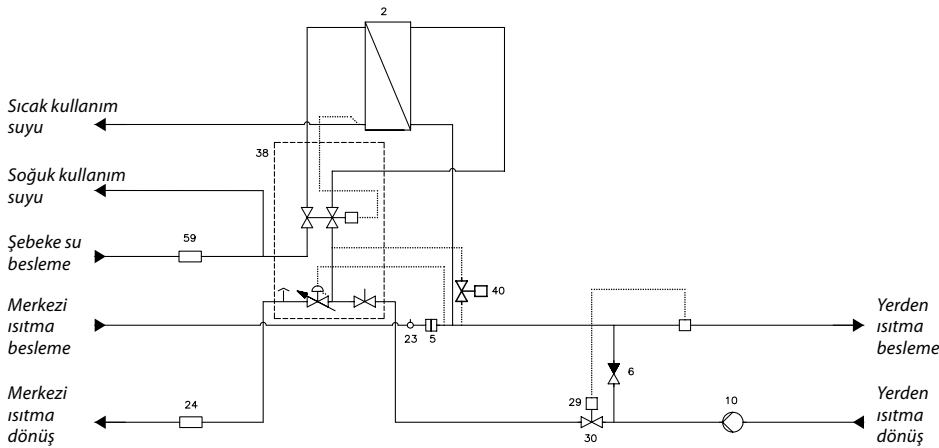 2
Sıcak kullanım
suyu
38
Soğuk kullanım
suyu
Şebeke su
besleme
59
40
Merkezi
ısıtma
besleme
23
5
Yerden
ısıtma
besleme
6
Merkezi
ısıtma
dönüş
24
29
30
10
Yerden
ısıtma
dönüş